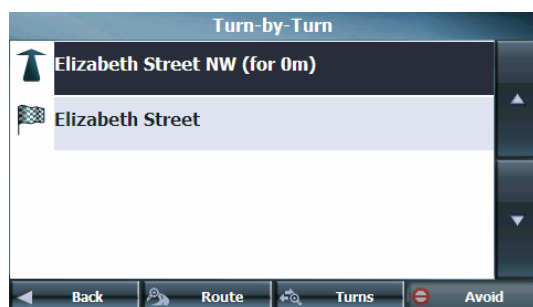 Turn-by-Turn
Elizabeth Street NW (for 0m)
Elizabeth Street
Back
Route
Turns
Avoid